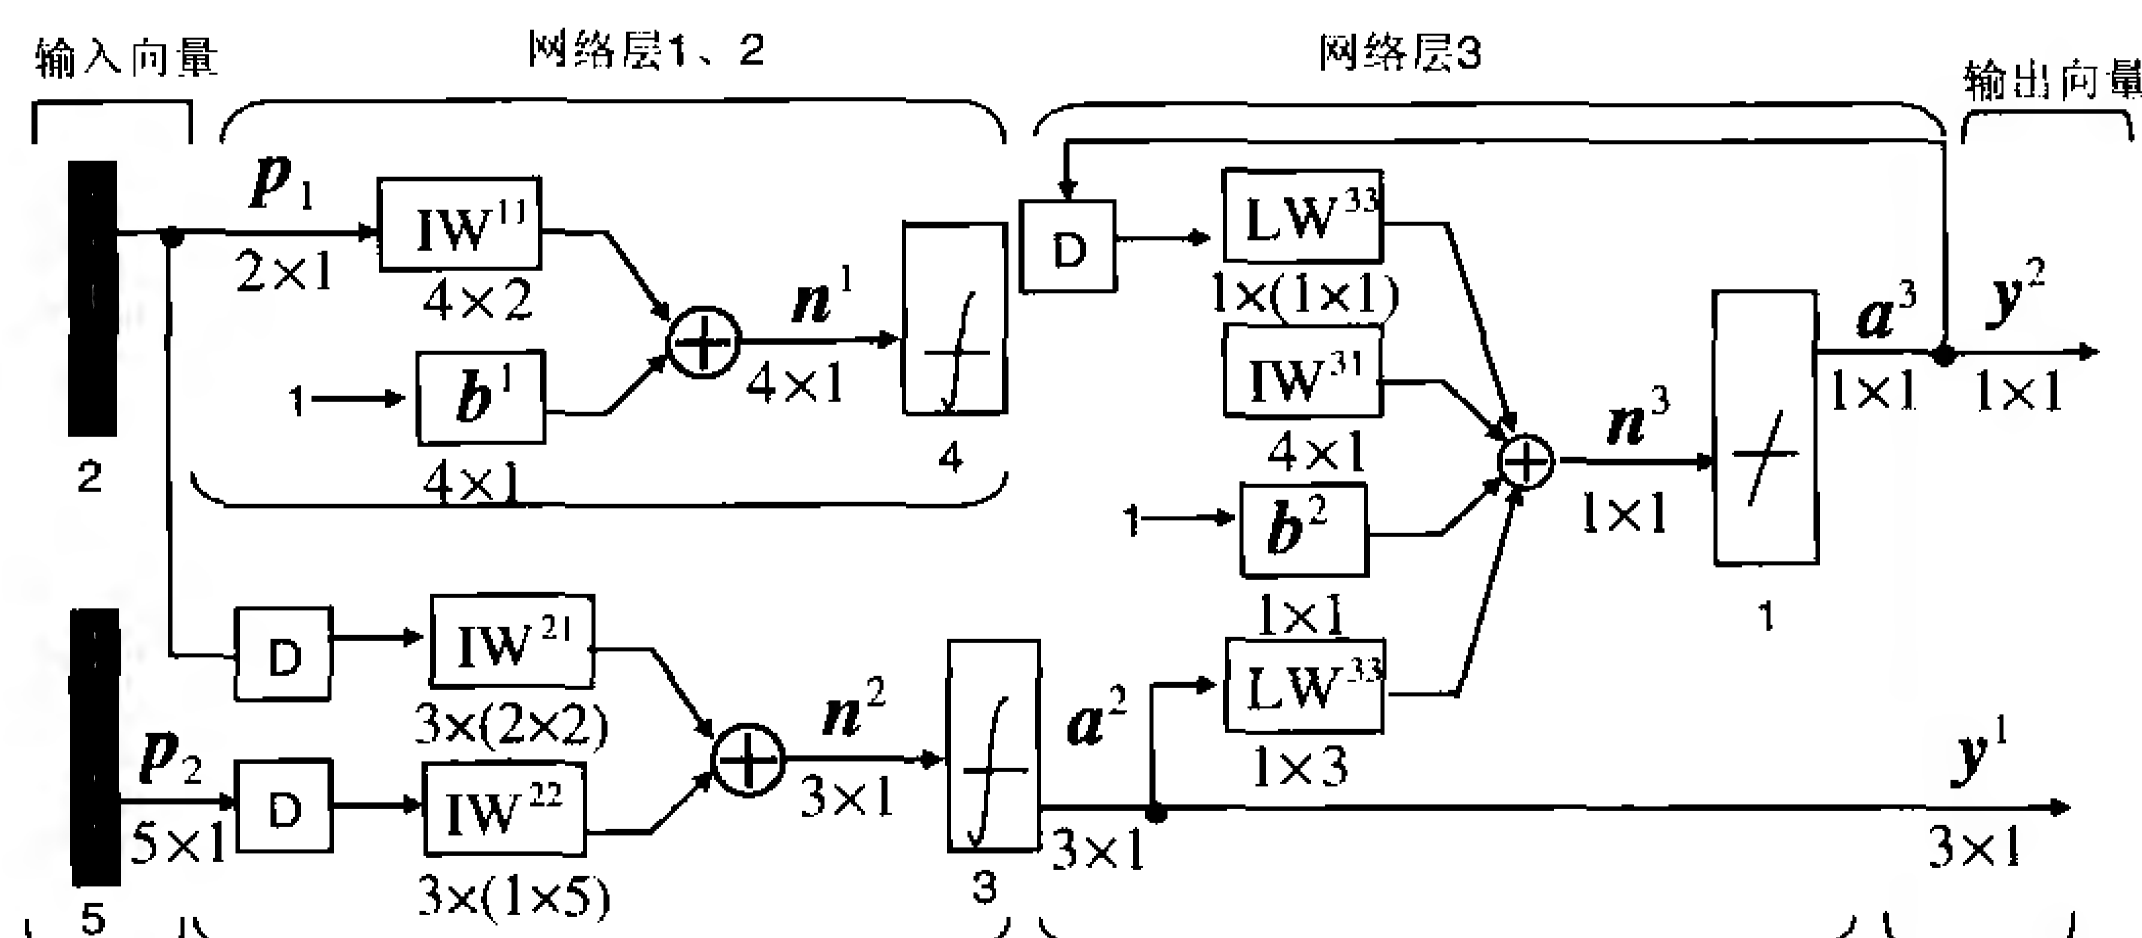 输入向量
网络层1、2
网络层3
输出向量
p₁
2×1
IW¹¹
4×2
1
b¹
4×1
n¹
4×1
4
2
D
LW³³
1×(1×1)
IW³¹
4×1
1
b²
1×1
LW³³
1×3
n³
1×1
1
a³
1×1
y²
1×1
D
IW²¹
3×(2×2)
p₂
5×1
D
IW²²
3×(1×5)
5
n²
3×1
3
a²
3×1
y¹
3×1